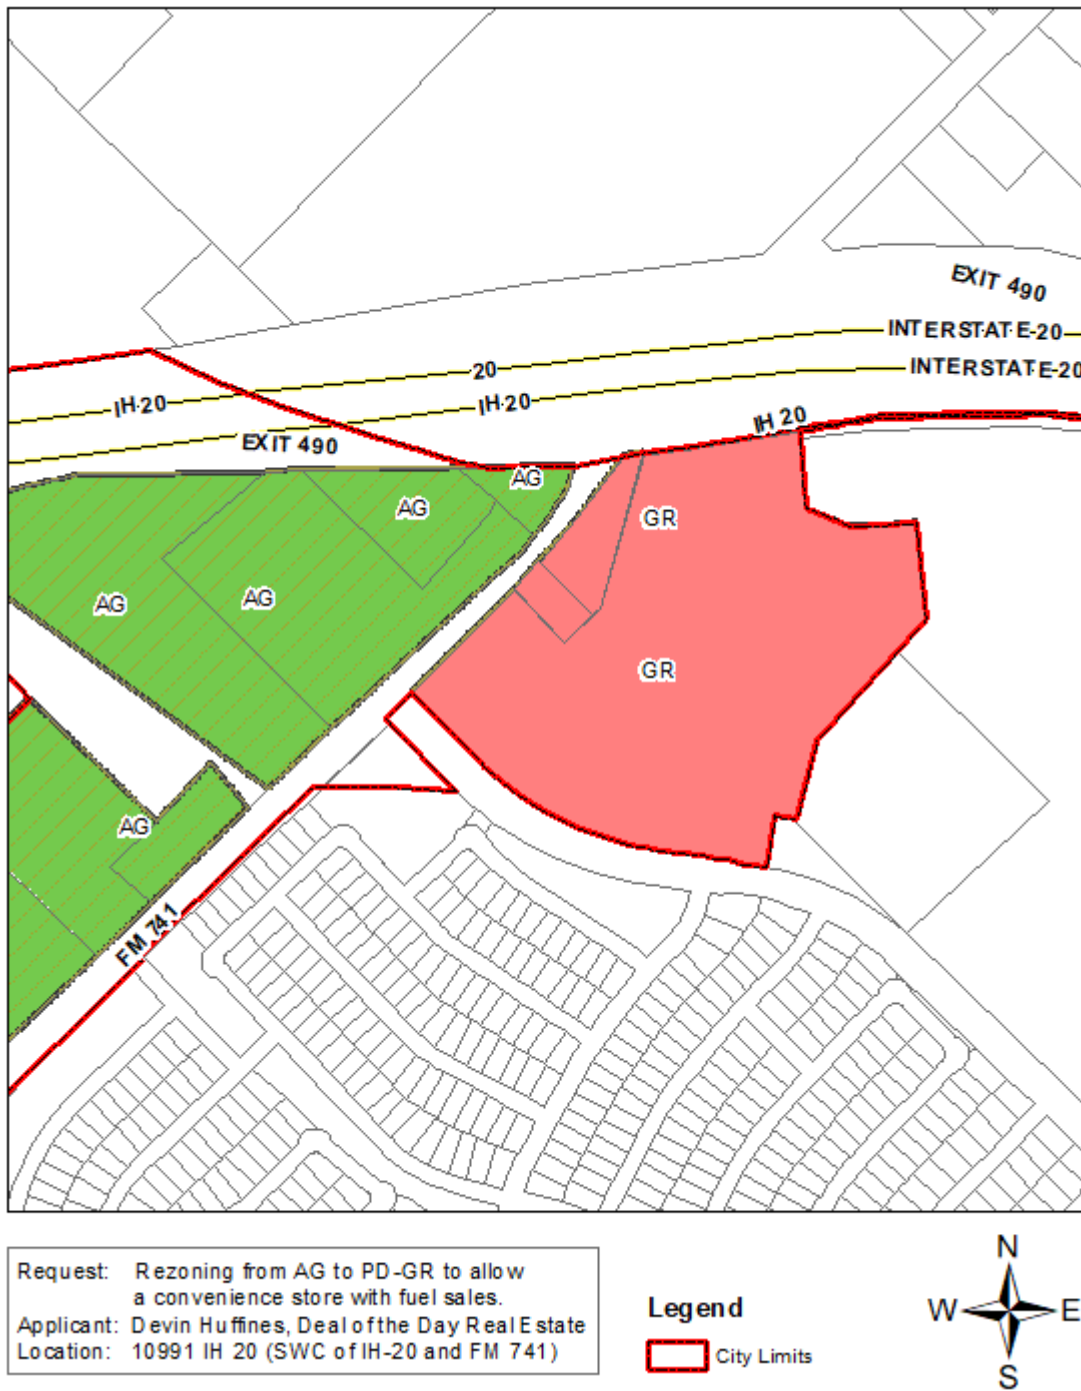 EXIT 490
INTERSTATE-20
20
INTERSTATE-20
IH-20
IH-20
IH 20
EXIT 490
AG
AG
GR
AG
AG
GR
AG
FM 741
Request: Rezoning from AG to PD-GR to allow
a convenience store with fuel sales.
Applicant: Devin Huffines, Deal of the Day Real Estate
Location: 10991 IH 20 (SWC of IH-20 and FM 741)
Legend
City Limits
N
W E
S